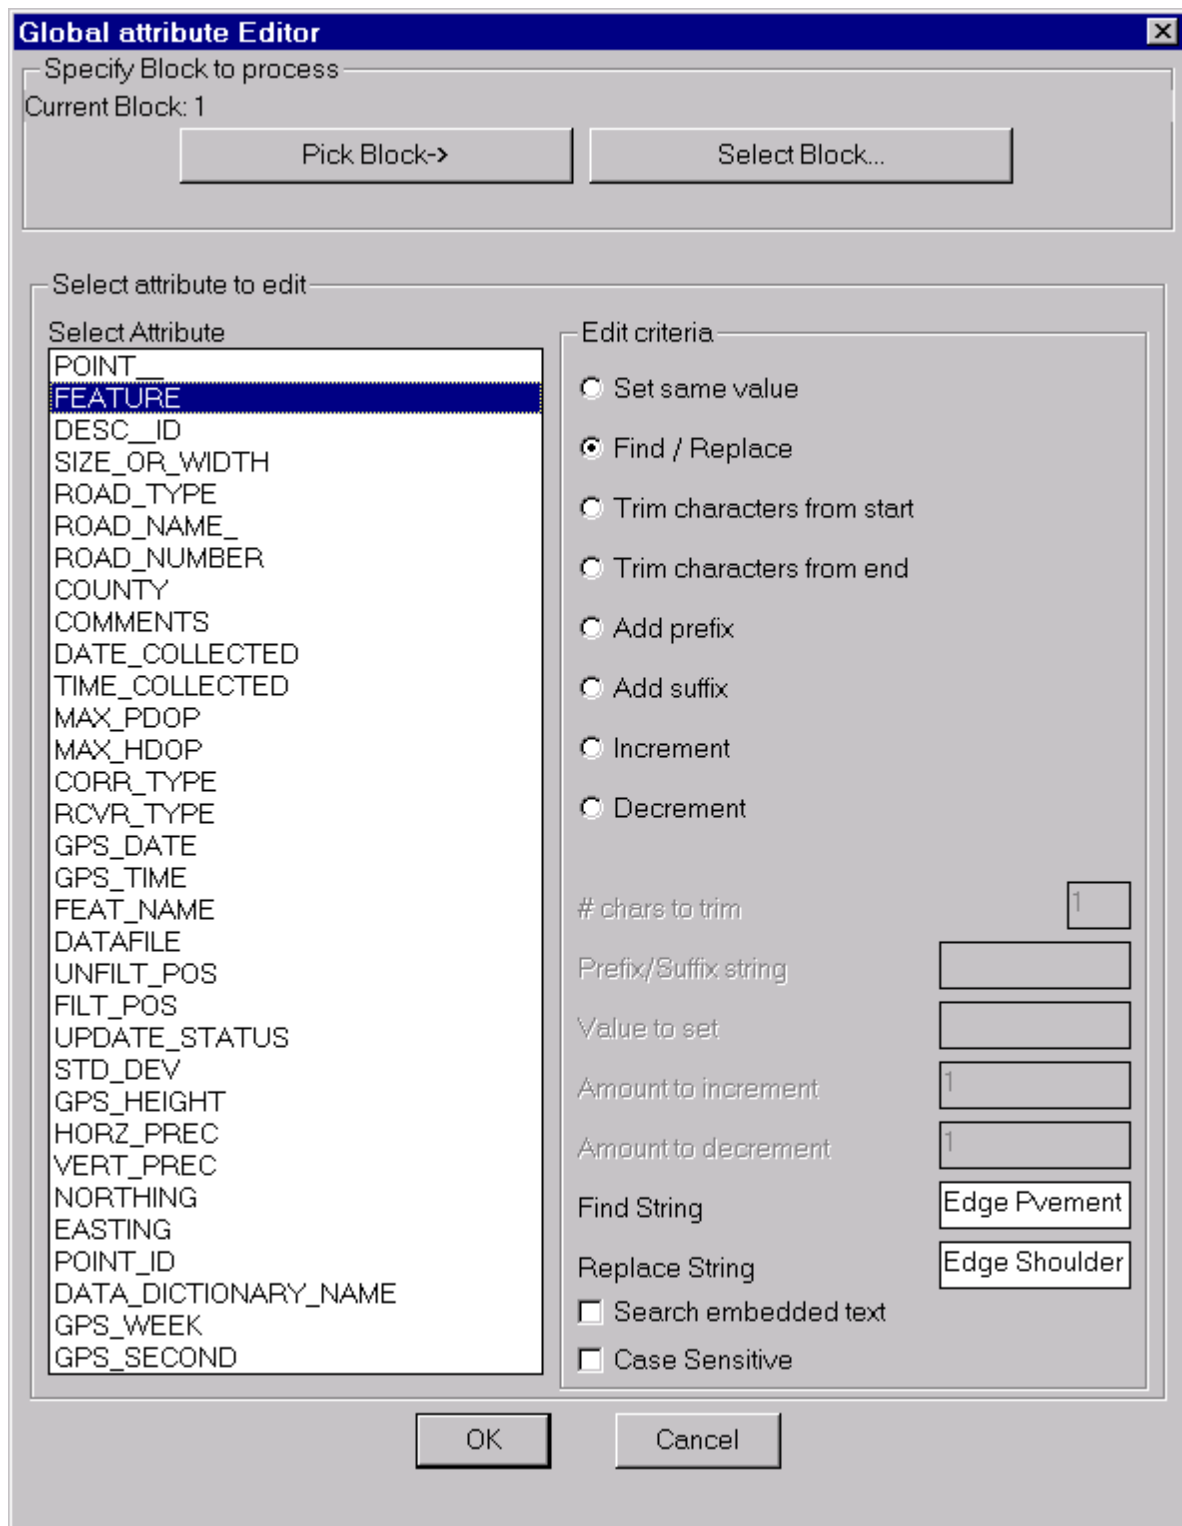 Global attribute Editor
Specify Block to process
Current Block: 1
Pick Block->
Select Block...
Select attribute to edit
Select Attribute
POINT__
FEATURE
DESC__ID
SIZE_OR_WIDTH
ROAD_TYPE
ROAD_NAME_
ROAD_NUMBER
COUNTY
COMMENTS
DATE_COLLECTED
TIME_COLLECTED
MAX_PDOP
MAX_HDOP
CORR_TYPE
RCVR_TYPE
GPS_DATE
GPS_TIME
FEAT_NAME
DATAFILE
UNFILT_POS
FILT_POS
UPDATE_STATUS
STD_DEV
GPS_HEIGHT
HORZ_PREC
VERT_PREC
NORTHING
EASTING
POINT_ID
DATA_DICTIONARY_NAME
GPS_WEEK
GPS_SECOND
Edit criteria
Set same value
Find / Replace
Trim characters from start
Trim characters from end
Add prefix
Add suffix
Increment
Decrement
# chars to trim 1
Prefix/Suffix string
Value to set
Amount to increment 1
Amount to decrement 1
Find String Edge Pvement
Replace String Edge Shoulder
Search embedded text
Case Sensitive
OK
Cancel